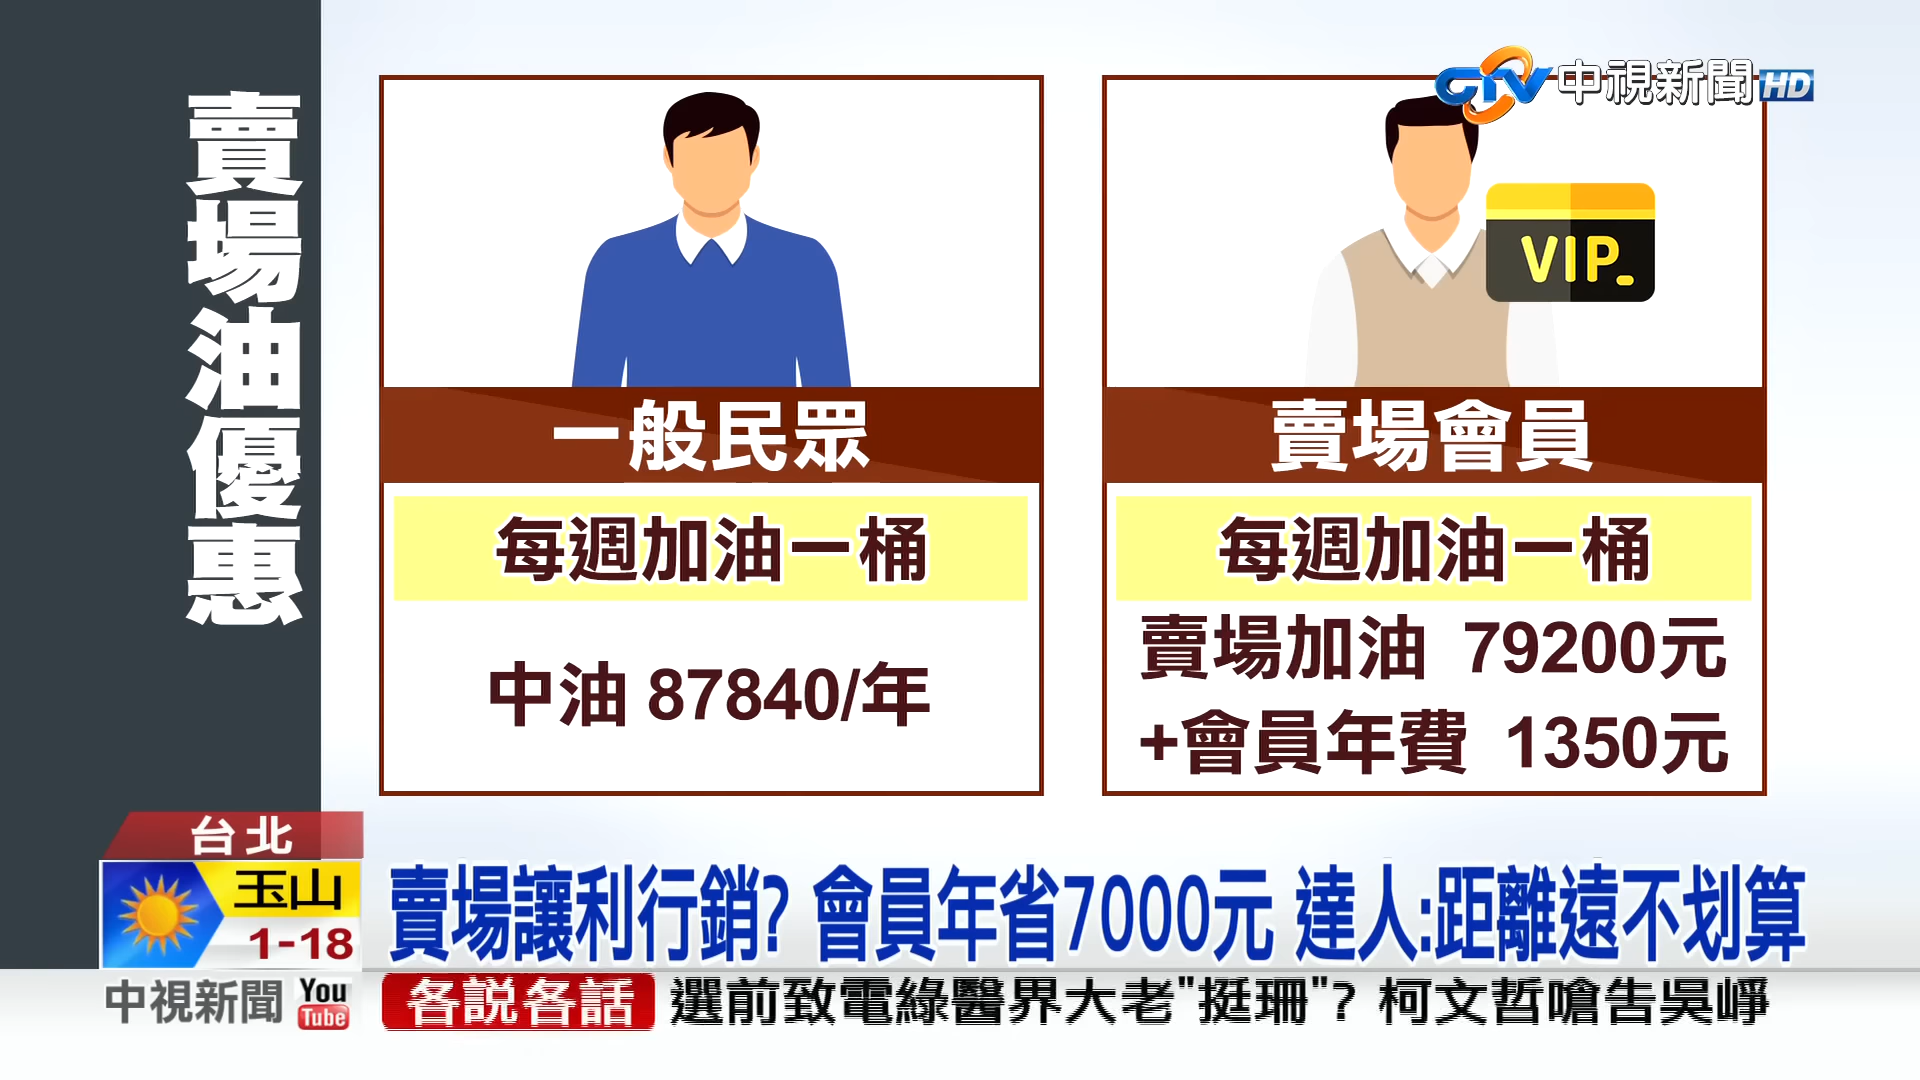 賣場油優惠
CTV中視新聞HD
VIP
一般民眾
每週加油一桶
中油 87840/年
賣場會員
每週加油一桶
賣場加油 79200元
+會員年費 1350元
台北
玉山
1-18
賣場讓利行銷? 會員年省7000元 達人:距離遠不划算
中視新聞 You Tube
各説各話 選前致電綠醫界大老"挺珊"? 柯文哲嗆告吳崢